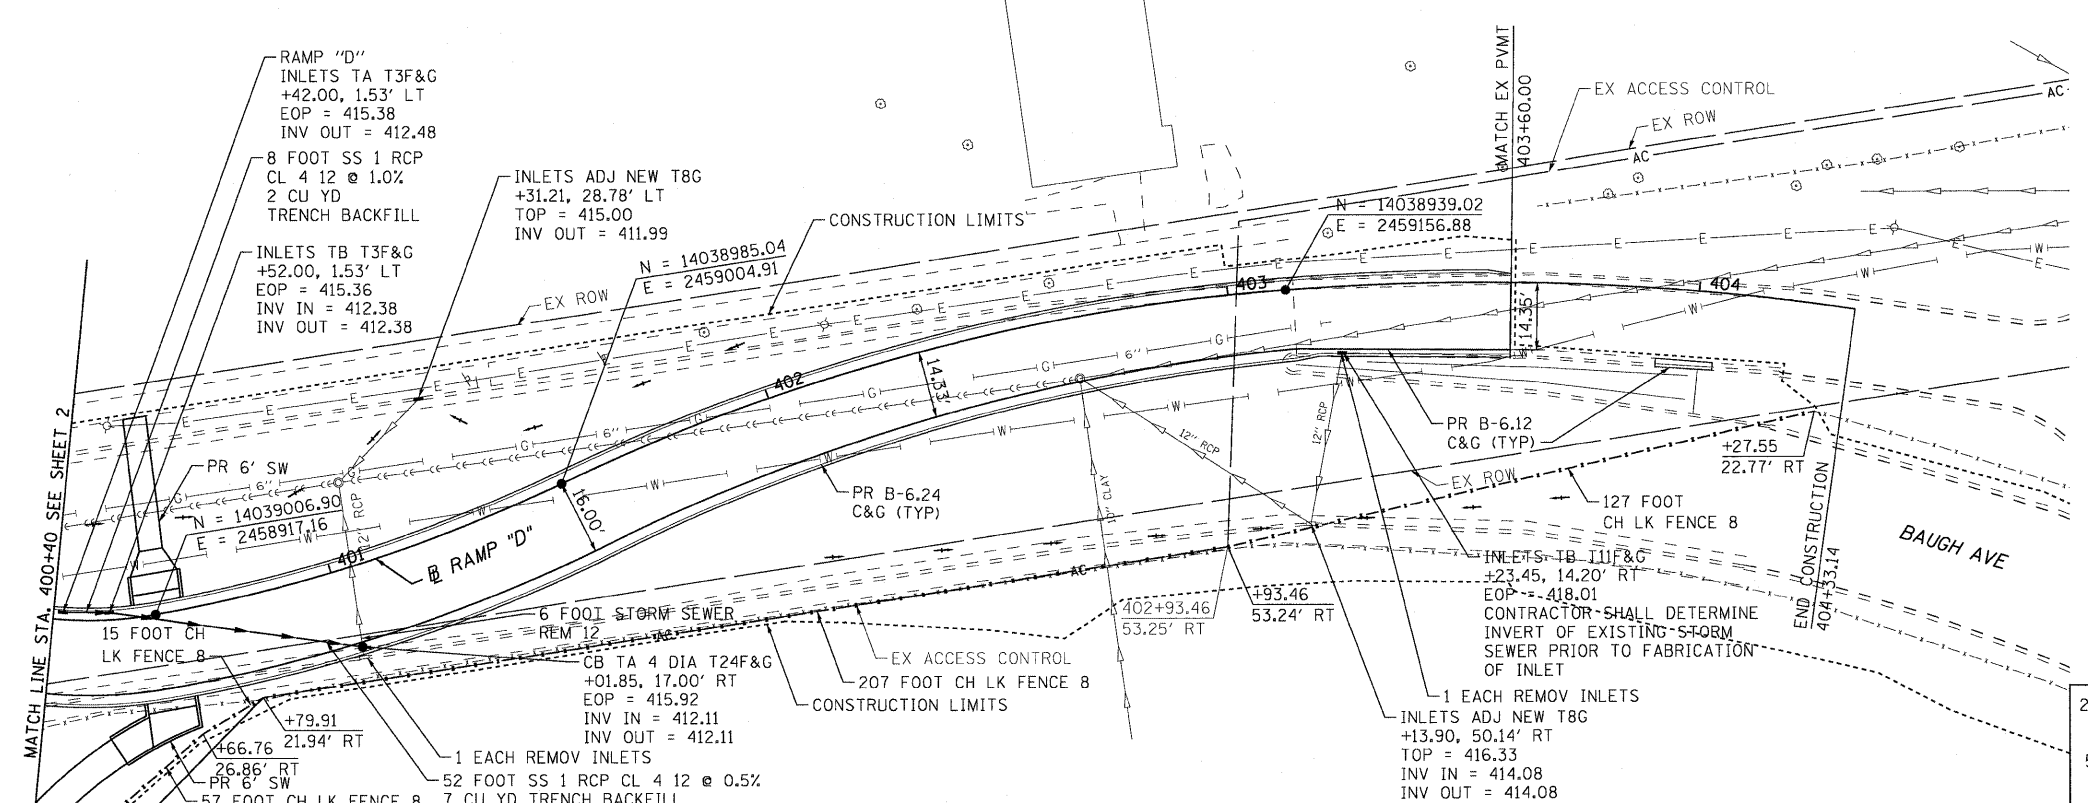 RAMP "D"
INLETS TA T3F&G
+42.00, 1.53' LT
EOP = 415.38
INV OUT = 412.48
8 FOOT SS 1 RCP
CL 4 12 @ 1.0%
2 CU YD
TRENCH BACKFILL
INLETS TB T3F&G
+52.00, 1.53' LT
EOP = 415.36
INV IN = 412.38
INV OUT = 412.38
INLETS ADJ NEW T8G
+31.21, 28.78' LT
TOP = 415.00
INV OUT = 411.99
CONSTRUCTION LIMITS
N = 14038985.04
E = 2459004.91
EX ROW
N = 14038939.02
E = 2459156.88
MATCH EX PVMT
403+60.00
EX ACCESS CONTROL
EX ROW
AC
AC
403
404
14.35'
402
14.33'
G
6"
W
E
PR 6' SW
N = 14039006.90
E = 2458917.16
401
12" RCP
℄ RAMP "D"
16.00'
PR B-6.24
C&G (TYP)
10" CLAY
12" RCP
12" RCP
PR B-6.12
C&G (TYP)
EX ROW
+27.55
22.77' RT
127 FOOT
CH LK FENCE 8
BAUGH AVE
END CONSTRUCTION
404+33.14
MATCH LINE STA. 400+40 SEE SHEET 2
15 FOOT CH
LK FENCE 8
6 FOOT STORM SEWER
REM 12
AC
AC
CB TA 4 DIA T24F&G
+01.85, 17.00' RT
EOP = 415.92
INV IN = 412.11
INV OUT = 412.11
EX ACCESS CONTROL
207 FOOT CH LK FENCE 8
CONSTRUCTION LIMITS
402+93.46
53.25' RT
+93.46
53.24' RT
INLETS TB T11F&G
+23.45, 14.20' RT
EOP = 418.01
CONTRACTOR SHALL DETERMINE
INVERT OF EXISTING STORM
SEWER PRIOR TO FABRICATION
OF INLET
1 EACH REMOV INLETS
INLETS ADJ NEW T8G
+13.90, 50.14' RT
TOP = 416.33
INV IN = 414.08
INV OUT = 414.08
+79.91
21.94' RT
+66.76
26.86' RT
PR 6' SW
57 FOOT CH LK FENCE 8
1 EACH REMOV INLETS
52 FOOT SS 1 RCP CL 4 12 @ 0.5%
7 CU YD TRENCH BACKFILL